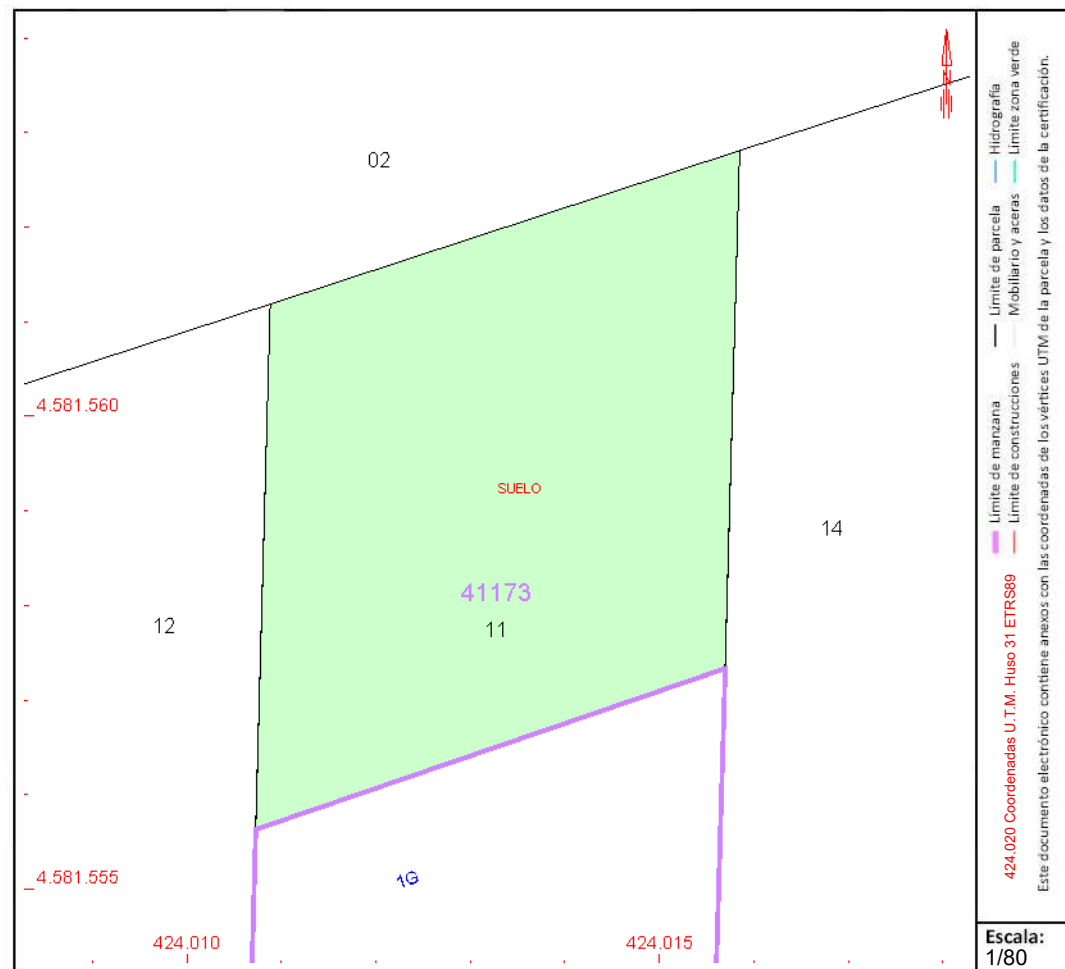 02
4.581.560
SUELO
14
41173
12
11
4.581.555
1G
424.010
424.015
N
424.020 Coordenadas U.T.M. Huso 31 ETRS89
Límite de manzana
Límite de parcela
Hidrografía
Límite de construcciones
Mobiliario y aceras
Límite zona verde
Este documento electrónico contiene anexos con las coordenadas de los vértices UTM de la parcela y los datos de la certificación.
Escala:
1/80